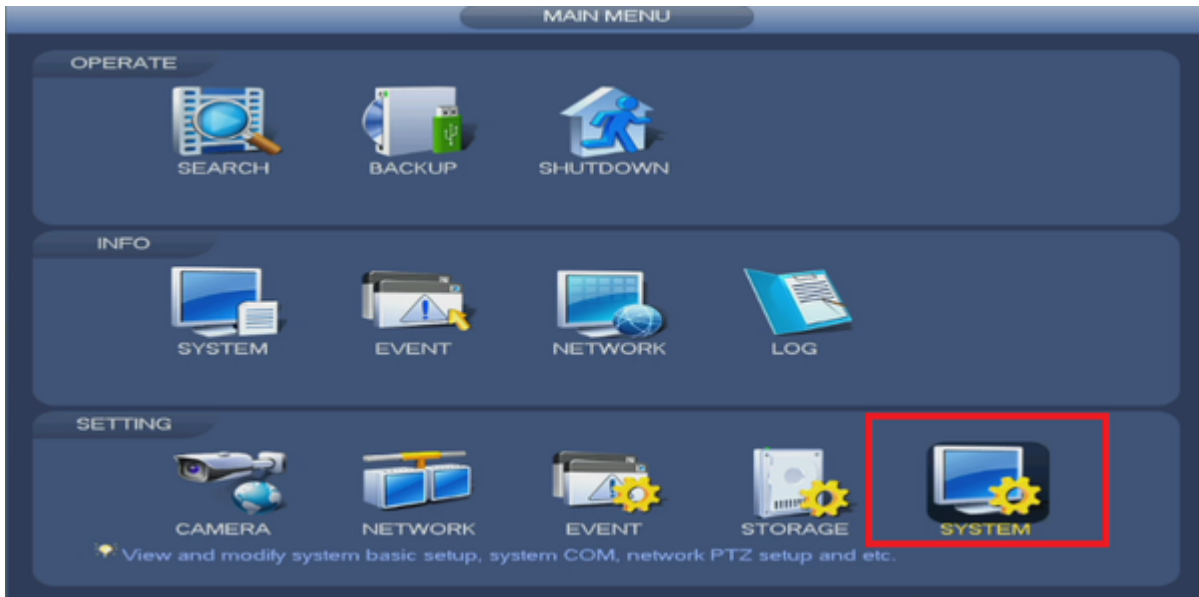 MAIN MENU
OPERATE
SEARCH BACKUP SHUTDOWN
INFO
SYSTEM EVENT NETWORK LOG
SETTING
CAMERA NETWORK EVENT STORAGE SYSTEM
View and modify system basic setup, system COM, network PTZ setup and etc.